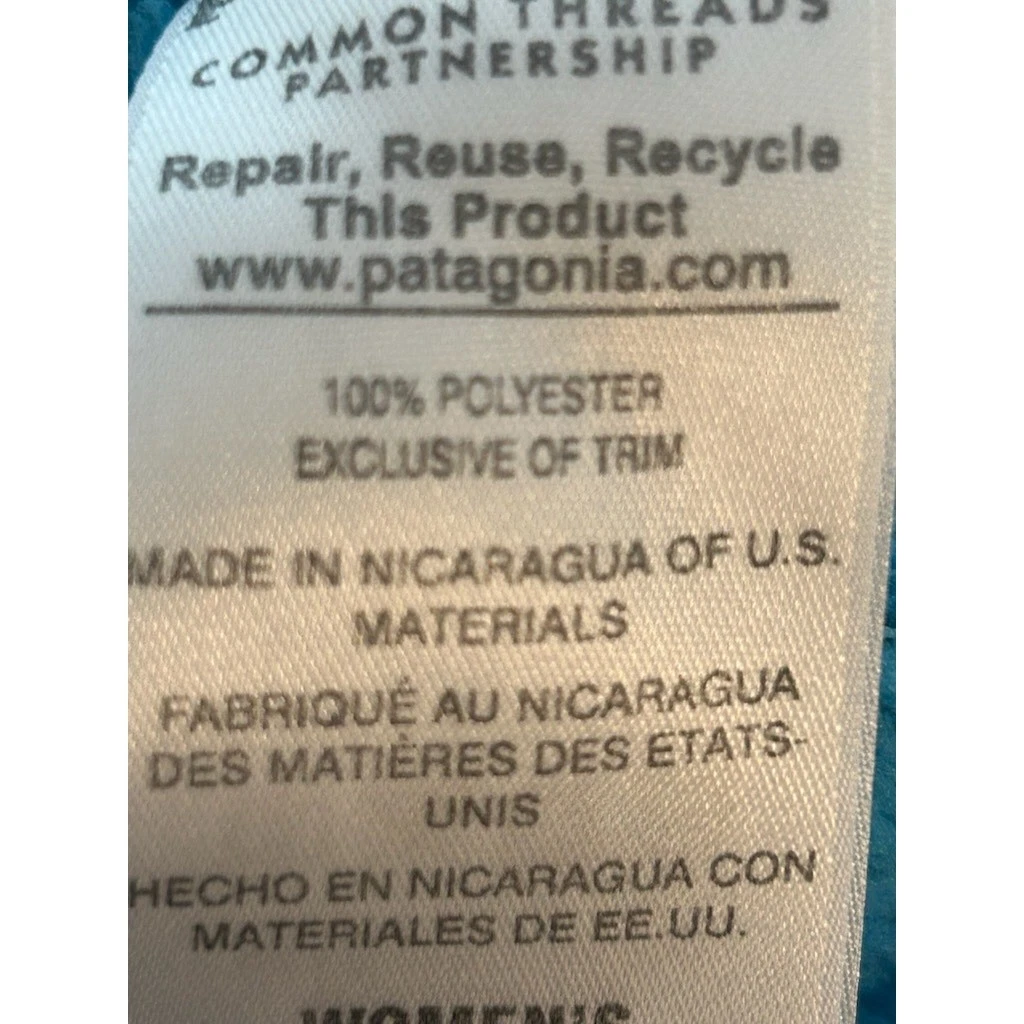 COMMON THREADS
PARTNERSHIP
Repair, Reuse, Recycle
This Product
www.patagonia.com
100% POLYESTER
EXCLUSIVE OF TRIM
MADE IN NICARAGUA OF U.S.
MATERIALS
FABRIQUÉ AU NICARAGUA
DES MATIÈRES DES ETATS-
UNIS
HECHO EN NICARAGUA CON
MATERIALES DE EE.UU.
WOMEN'S